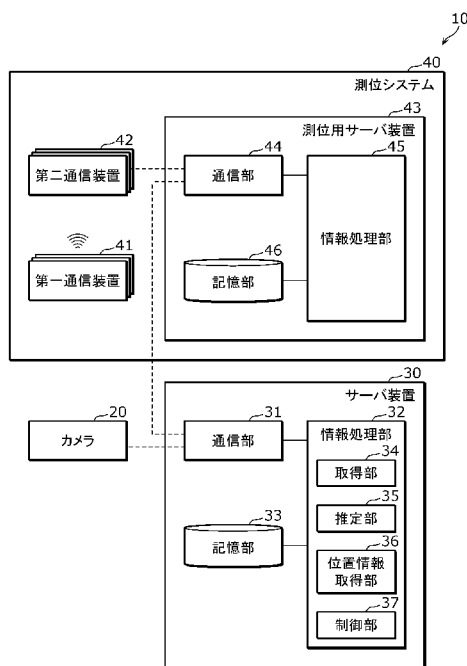 10
40
測位システム
43
測位用サーバ装置
42
第二通信装置
44
通信部
45
情報処理部
41
第一通信装置
46
記憶部
30
サーバ装置
20
カメラ
31
通信部
32
情報処理部
34
取得部
35
推定部
33
記憶部
36
位置情報
取得部
37
制御部